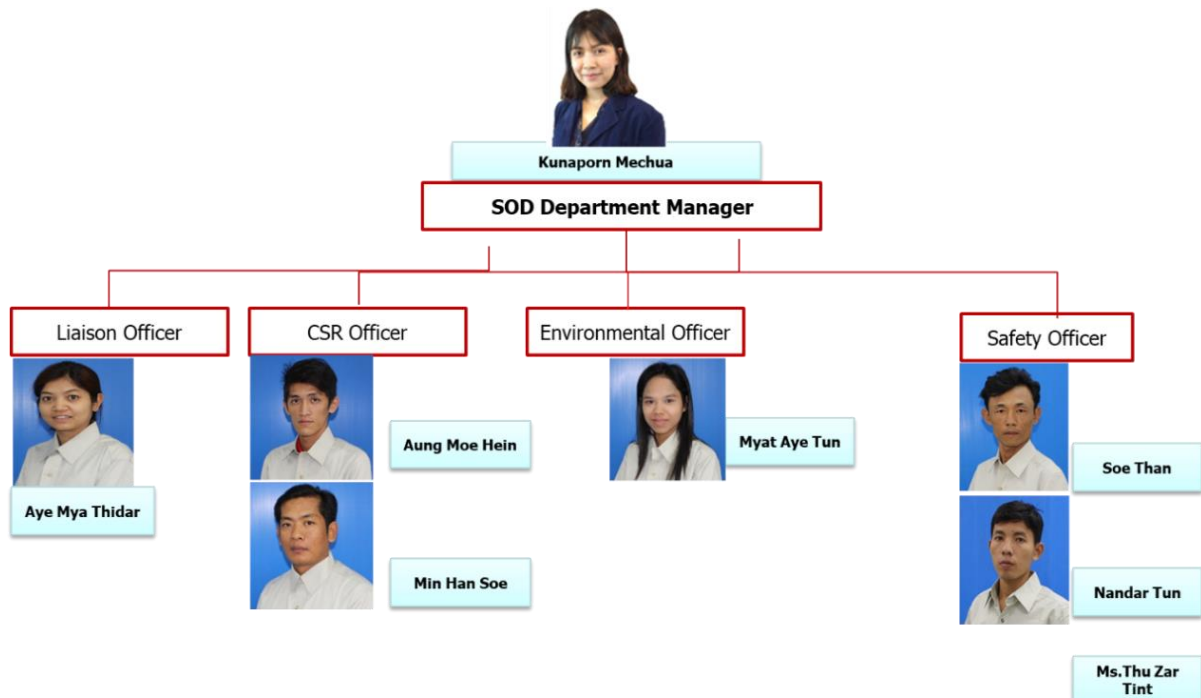 Kunaporn Mechua
SOD Department Manager
Liaison Officer
CSR Officer
Environmental Officer
Safety Officer
Aye Mya Thidar
Aung Moe Hein
Min Han Soe
Myat Aye Tun
Soe Than
Nandar Tun
Ms.Thu Zar
Tint